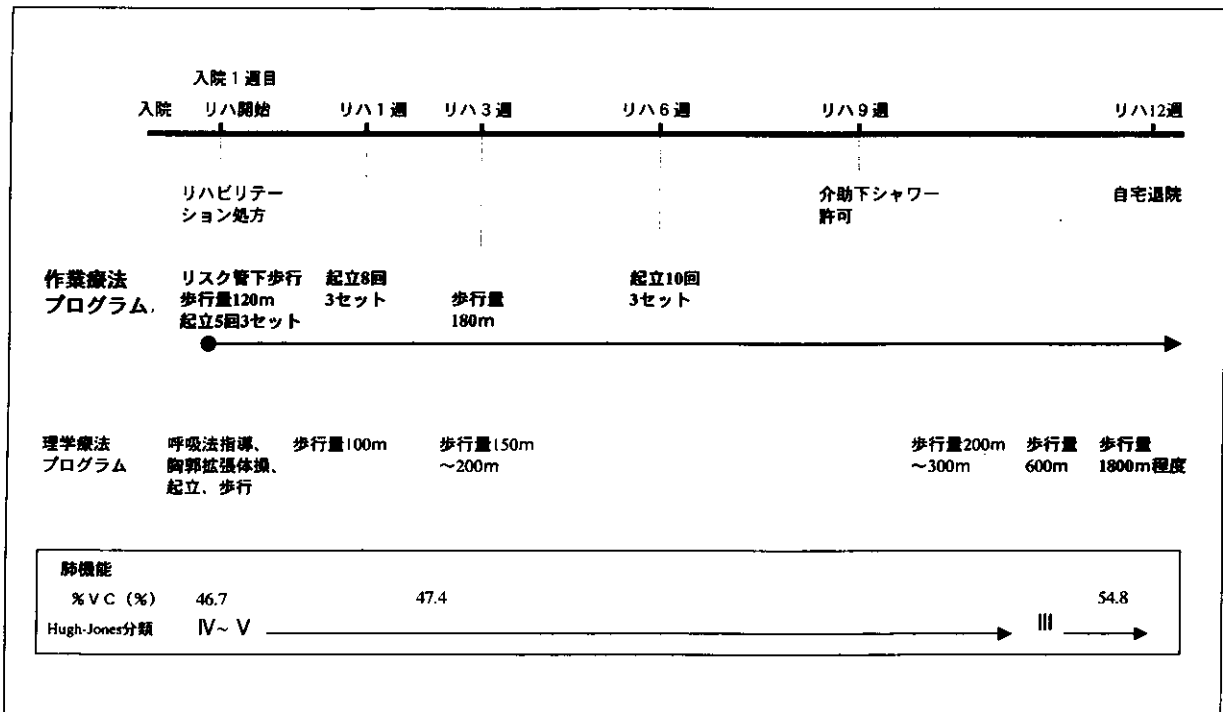 入院1週目
入院 リハ開始 リハ1週 リハ3週 リハ6週 リハ9週 リハ12週
リハビリテー
ション処方
介助下シャワー
許可
自宅退院
作業療法
プログラム
リスク管下歩行
歩行量120m
起立5回3セット
起立8回
3セット
歩行量
180m
起立10回
3セット
理学療法
プログラム
呼吸法指導、
胸郭拡張体操、
起立、歩行
歩行量100m
歩行量150m
〜200m
歩行量200m
〜300m
歩行量
600m
歩行量
1800m程度
肺機能
%VC(%) 46.7 47.4 54.8
Hugh-Jones分類 Ⅳ〜Ⅴ Ⅲ